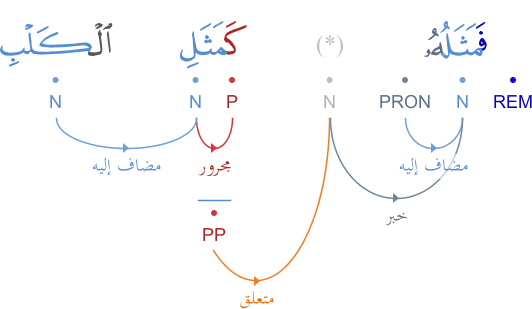 فَمَثَلُهُۥ (*) كَمَثَلِ ٱلْكَلْبِ
REM N PRON N P N N
مضاف إليه مجرور مضاف إليه
خبر
PP
متعلق